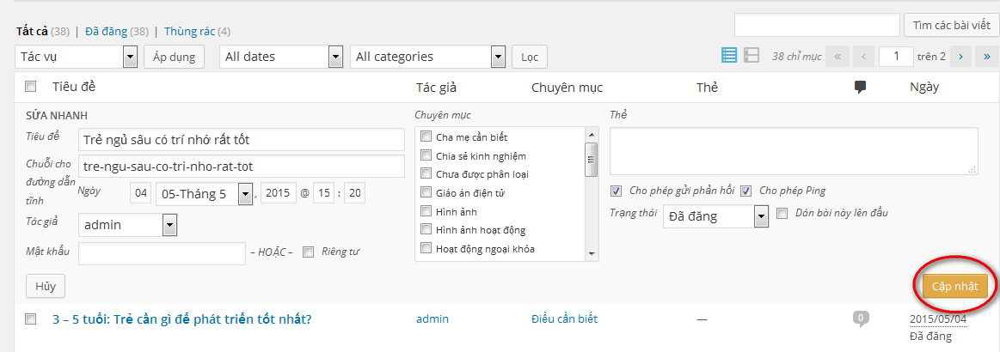 Tất cả (38) | Đã đăng (38) | Thùng rác (4)
Tìm các bài viết
Tác vụ Áp dụng All dates All categories Lọc 38 chỉ mục « ‹ 1 trên 2 › »
Tiêu đề Tác giả Chuyên mục Thẻ Ngày
SỬA NHANH Chuyên mục Thẻ
Tiêu đề Trẻ ngủ sâu có trí nhớ rất tốt
Chuỗi cho đường dẫn tĩnh tre-ngu-sau-co-tri-nho-rat-tot
Ngày 04 05-Tháng 5 , 2015 @ 15 : 20
Tác giả admin
Mật khẩu – HOẶC – Riêng tư
Cha mẹ cần biết
Chia sẻ kinh nghiệm
Chưa được phân loại
Giáo án điện tử
Hình ảnh
Hình ảnh hoạt động
Hoạt động ngoại khóa
Cho phép gửi phản hồi Cho phép Ping
Trạng thái Đã đăng Dán bài này lên đầu
Hủy Cập nhật
3 – 5 tuổi: Trẻ cần gì để phát triển tốt nhất? admin Điều cần biết — 0 2015/05/04
Đã đăng